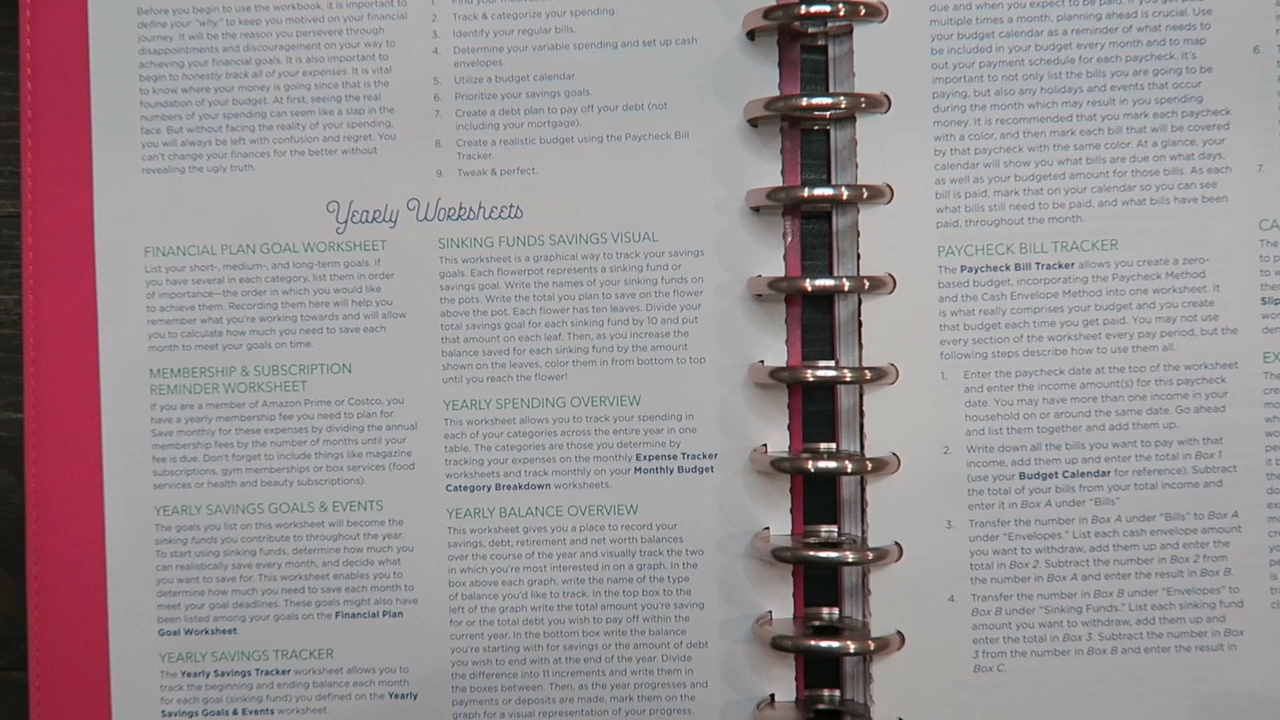 Before you begin to use the workbook, it is important to
define your "why" to keep you motived on your financial
journey. It will be the reason you persevere through
disappointments and discouragement on your way to
achieving your financial goals. It is also important to
begin to honestly track all of your expenses. It is vital
to know where your money is going since that is the
foundation of your budget. At first, seeing the real
numbers of your spending can seem like a slap in the
face. But without facing the reality of your spending,
you will always be left with confusion and regret. You
can't change your finances for the better without
revealing the ugly truth.
2. Track & categorize your spending.
3. Identify your regular bills.
4. Determine your variable spending and set up cash
envelopes.
5. Utilize a budget calendar.
6. Prioritize your savings goals.
7. Create a debt plan to pay off your debt (not
including your mortgage).
8. Create a realistic budget using the Paycheck Bill
Tracker.
9. Tweak & perfect.
Yearly Worksheets
FINANCIAL PLAN GOAL WORKSHEET
List your short-, medium-, and long-term goals. If
you have several in each category, list them in order
of importance—the order in which you would like
to achieve them. Recording them here will help you
remember what you're working towards and will allow
you to calculate how much you need to save each
month to meet your goals on time.
MEMBERSHIP & SUBSCRIPTION
REMINDER WORKSHEET
If you are a member of Amazon Prime or Costco, you
have a yearly membership fee you need to plan for.
Save monthly for these expenses by dividing the annual
membership fees by the number of months until your
fee is due. Don't forget to include things like magazine
subscriptions, gym memberships or box services (food
services or health and beauty subscriptions).
YEARLY SAVINGS GOALS & EVENTS
The goals you list on this worksheet will become the
sinking funds you contribute to throughout the year.
To start using sinking funds, determine how much you
can realistically save every month, and decide what
you want to save for. This worksheet enables you to
determine how much you need to save each month to
meet your goal deadlines. These goals might also have
been listed among your goals on the Financial Plan
Goal Worksheet.
YEARLY SAVINGS TRACKER
The Yearly Savings Tracker worksheet allows you to
track the beginning and ending balance each month
for each goal (sinking fund) you defined on the Yearly
Savings Goals & Events worksheet.
SINKING FUNDS SAVINGS VISUAL
This worksheet is a graphical way to track your savings
goals. Each flowerpot represents a sinking fund or
savings goal. Write the names of your sinking funds on
the pots. Write the total you plan to save on the flower
above the pot. Each flower has ten leaves. Divide your
total savings goal for each sinking fund by 10 and put
that amount on each leaf. Then, as you increase the
balance saved for each sinking fund by the amount
shown on the leaves, color them in from bottom to top
until you reach the flower!
YEARLY SPENDING OVERVIEW
This worksheet allows you to track your spending in
each of your categories across the entire year in one
table. The categories are those you determine by
tracking your expenses on the monthly Expense Tracker
worksheets and track monthly on your Monthly Budget
Category Breakdown worksheets.
YEARLY BALANCE OVERVIEW
This worksheet gives you a place to record your
savings, debt, retirement and net worth balances
over the course of the year and visually track the two
in which you're most interested in on a graph. In the
box above each graph, write the name of the type
of balance you'd like to track. In the top box to the
left of the graph write the total amount you're saving
for or the total debt you wish to pay off within the
current year. In the bottom box write the balance
you're starting with for savings or the amount of debt
you wish to end with at the end of the year. Divide
the difference into 11 increments and write them in
the boxes between. Then, as the year progresses and
payments or deposits are made, mark them on the
graph for a visual representation of your progress.
due and when you expect to be paid. If you get paid
multiple times a month, planning ahead is crucial. Use
your budget calendar as a reminder of what needs to
be included in your budget every month and to map
out your payment schedule for each paycheck. It's
important to not only list the bills you are going to be
paying, but also any holidays and events that occur
during the month which may result in you spending
money. It is recommended that you mark each paycheck
with a color, and then mark each bill that will be covered
by that paycheck with the same color. At a glance, your
calendar will show you what bills are due on what days,
as well as your budgeted amount for those bills. As each
bill is paid, mark that on your calendar so you can see
what bills still need to be paid, and what bills have been
paid, throughout the month.
PAYCHECK BILL TRACKER
The Paycheck Bill Tracker allows you create a zero-
based budget, incorporating the Paycheck Method
and the Cash Envelope Method into one worksheet. It
is what really comprises your budget and you create
that budget each time you get paid. You may not use
every section of the worksheet every pay period, but the
following steps describe how to use them all.
1. Enter the paycheck date at the top of the worksheet
and enter the income amount(s) for this paycheck
date. You may have more than one income in your
household on or around the same date. Go ahead
and list them together and add them up.
2. Write down all the bills you want to pay with that
income, add them up and enter the total in Box 1
(use your Budget Calendar for reference). Subtract
the total of your bills from your total income and
enter it in Box A under "Bills"
3. Transfer the number in Box A under "Bills" to Box A
under "Envelopes." List each cash envelope amount
you want to withdraw, add them up and enter the
total in Box 2. Subtract the number in Box 2 from
the number in Box A and enter the result in Box B.
4. Transfer the number in Box B under "Envelopes" to
Box B under "Sinking Funds." List each sinking fund
amount you want to withdraw, add them up and
enter the total in Box 3. Subtract the number in Box
3 from the number in Box B and enter the result in
Box C.
6.
7.